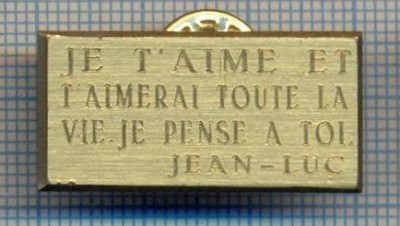 JE T'AIME ET
T'AIMERAI TOUTE LA
VIE. JE PENSE A TOI.
JEAN-LUC